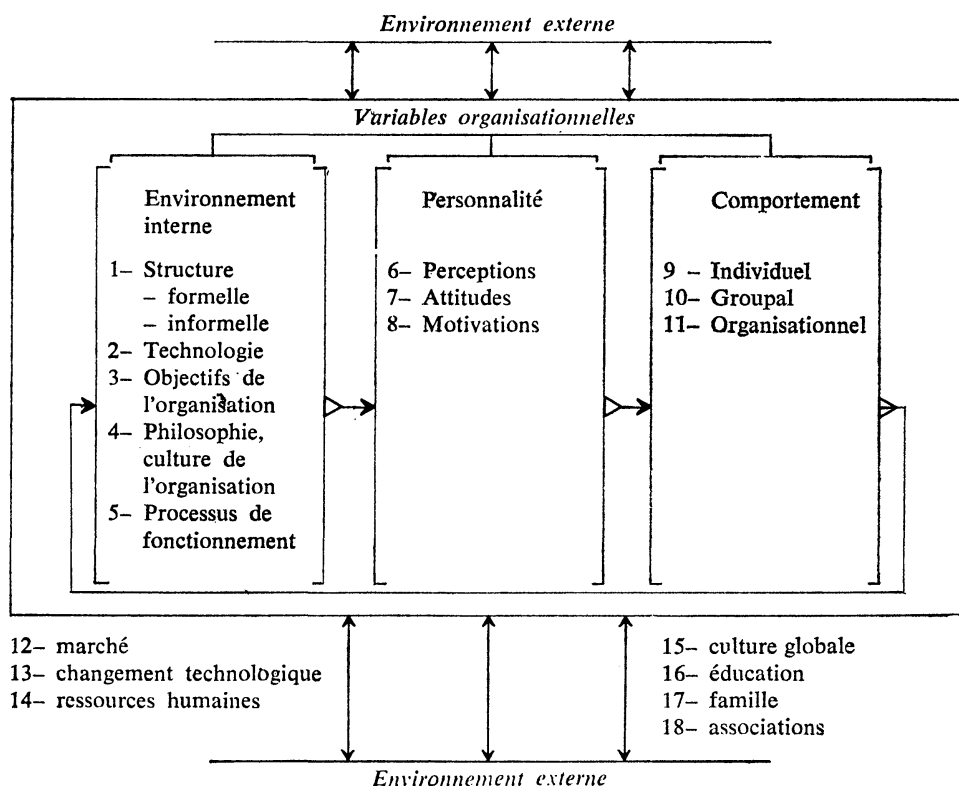 Environnement externe
Variables organisationnelles
Environnement
interne
1– Structure
– formelle
– informelle
2– Technologie
3– Objectifs de
l'organisation
4– Philosophie,
culture de
l'organisation
5– Processus de
fonctionnement
Personnalité
6– Perceptions
7– Attitudes
8– Motivations
Comportement
9 – Individuel
10– Groupal
11– Organisationnel
12– marché
13– changement technologique
14– ressources humaines
15– culture globale
16– éducation
17– famille
18– associations
Environnement externe